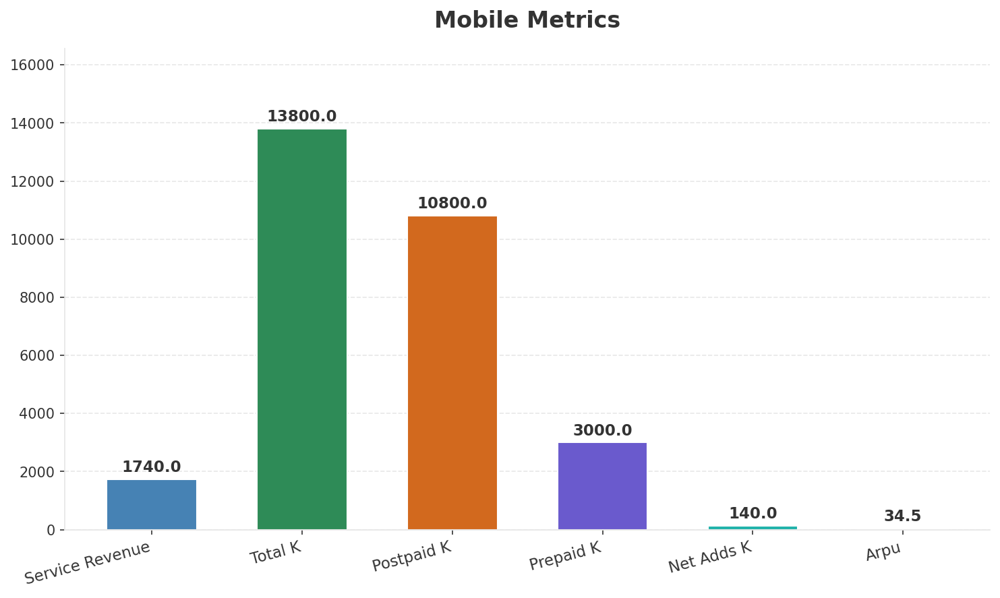 Mobile Metrics
16000
14000
12000
10000
8000
6000
4000
2000
0
1740.0
13800.0
10800.0
3000.0
140.0
34.5
Service Revenue
Total K
Postpaid K
Prepaid K
Net Adds K
Arpu